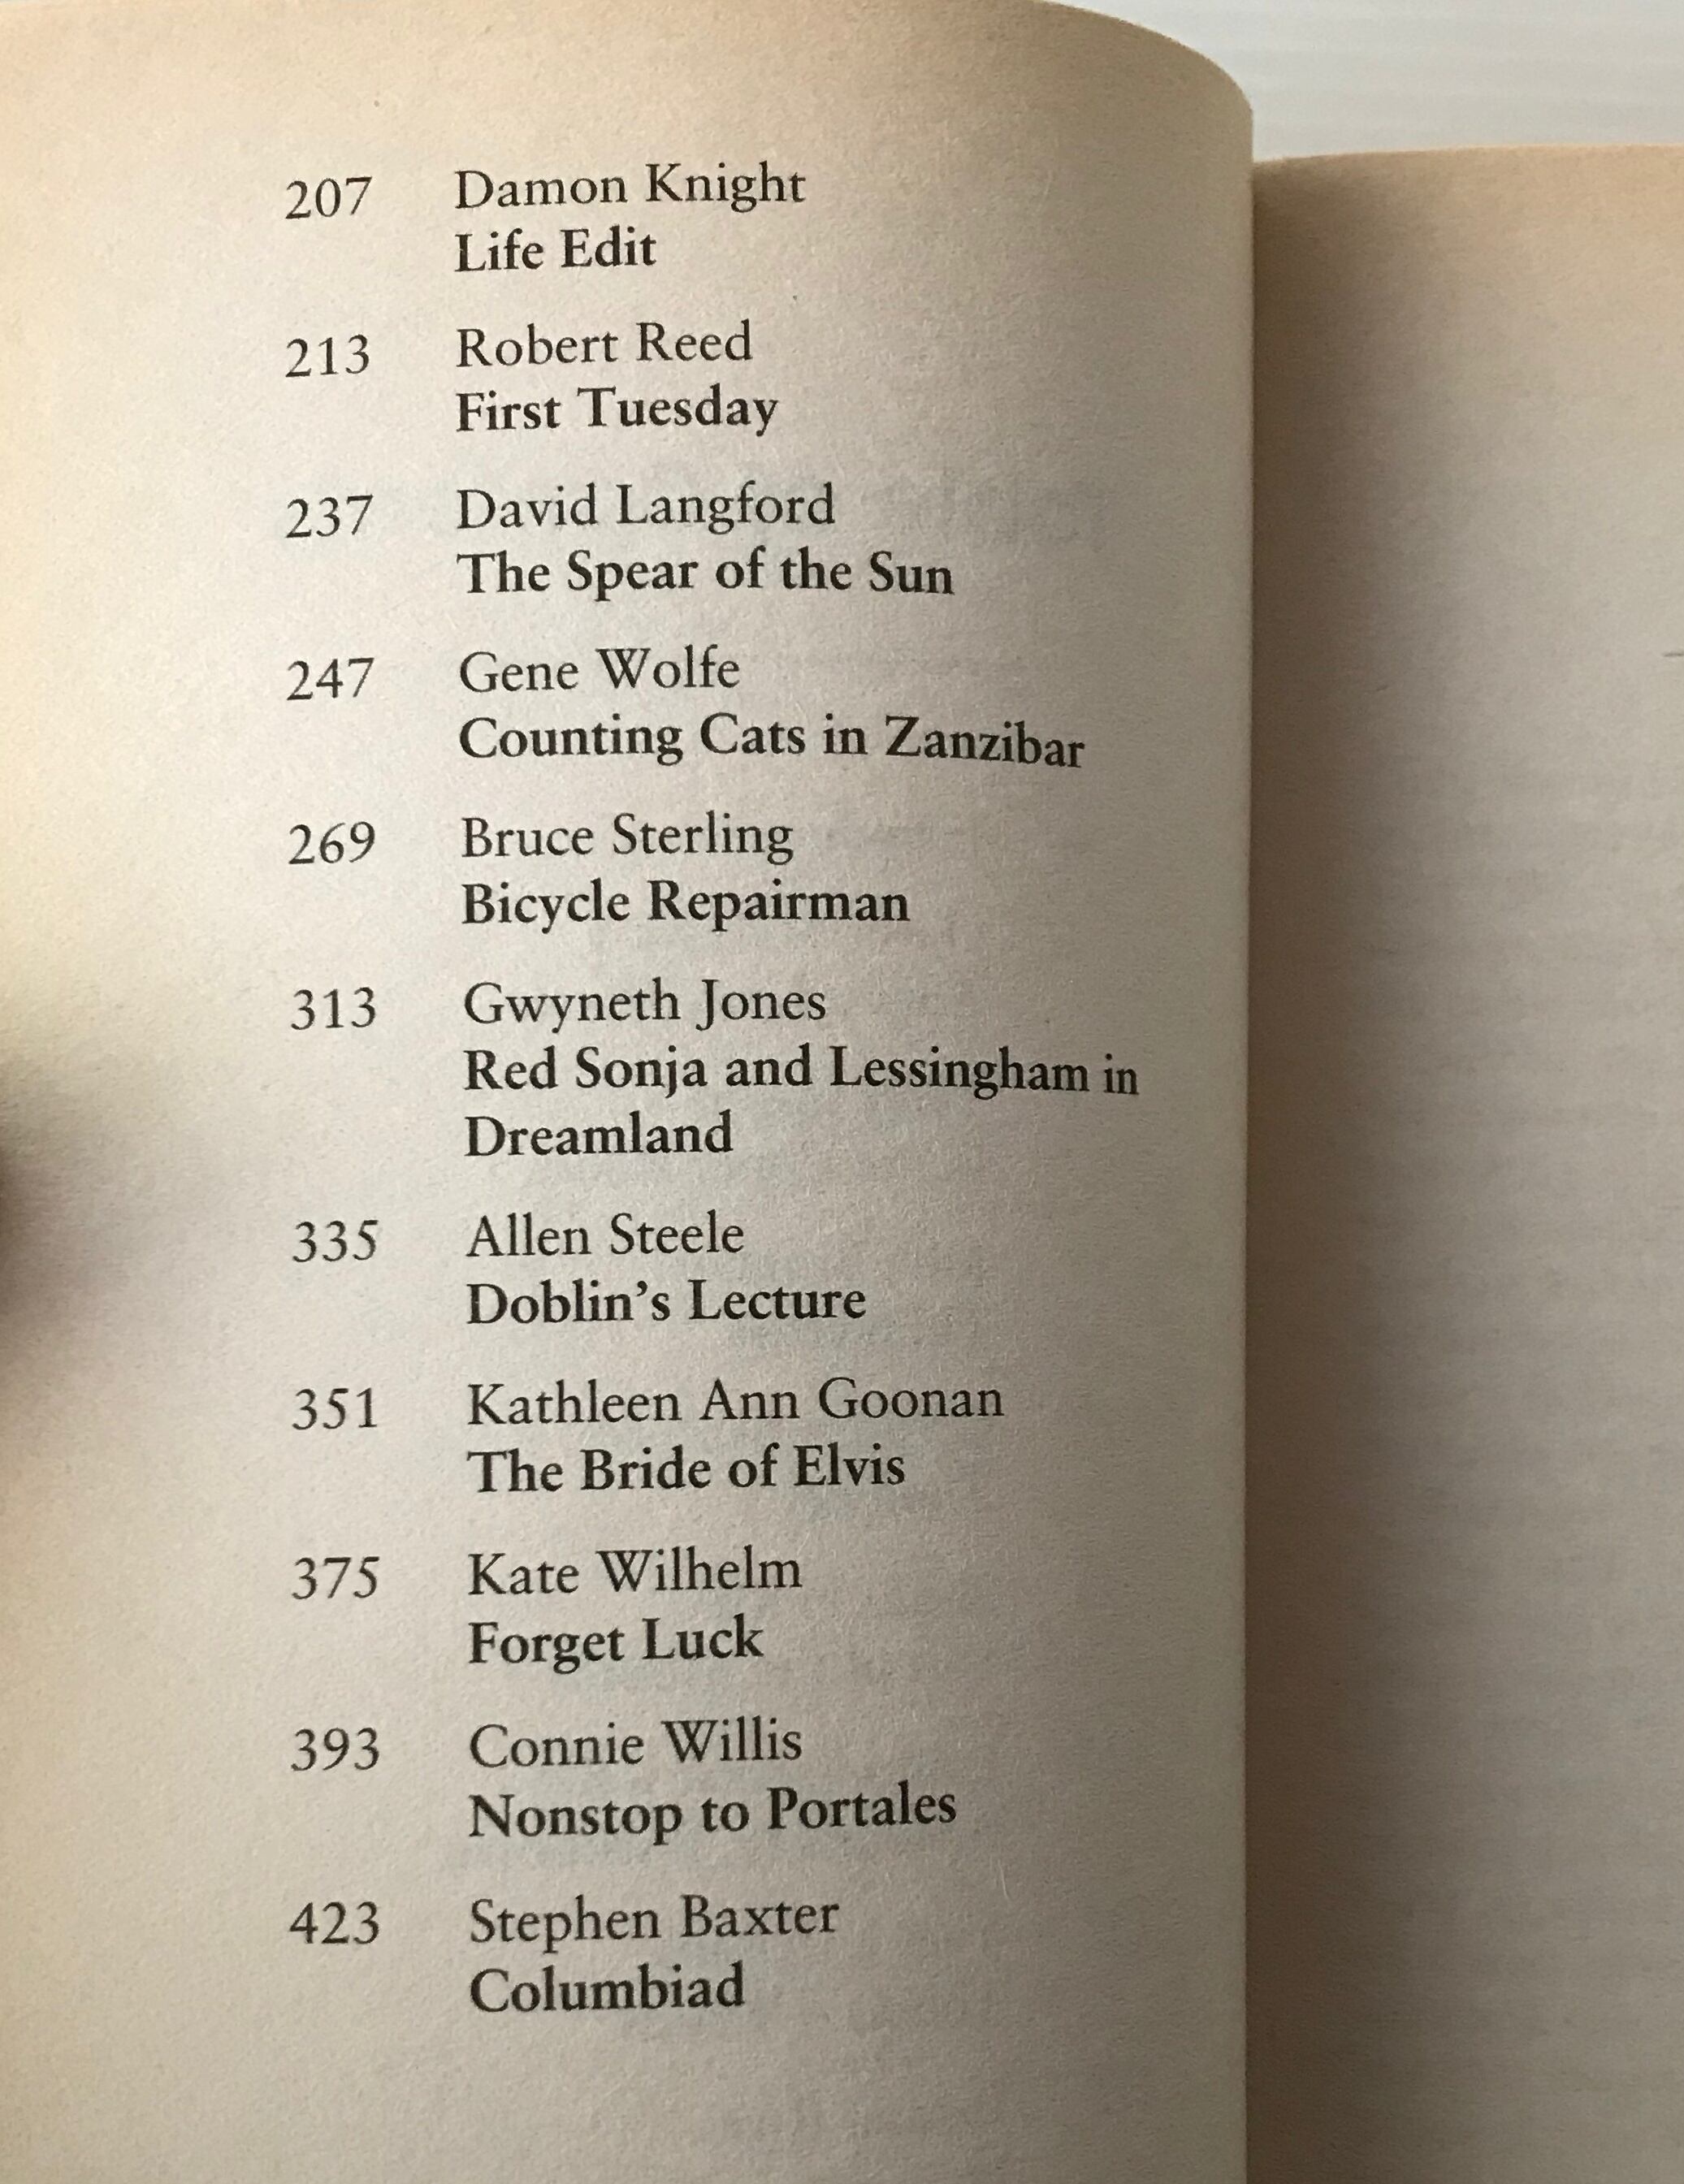 207 Damon Knight
Life Edit
213 Robert Reed
First Tuesday
237 David Langford
The Spear of the Sun
247 Gene Wolfe
Counting Cats in Zanzibar
269 Bruce Sterling
Bicycle Repairman
313 Gwyneth Jones
Red Sonja and Lessingham in
Dreamland
335 Allen Steele
Doblin’s Lecture
351 Kathleen Ann Goonan
The Bride of Elvis
375 Kate Wilhelm
Forget Luck
393 Connie Willis
Nonstop to Portales
423 Stephen Baxter
Columbiad